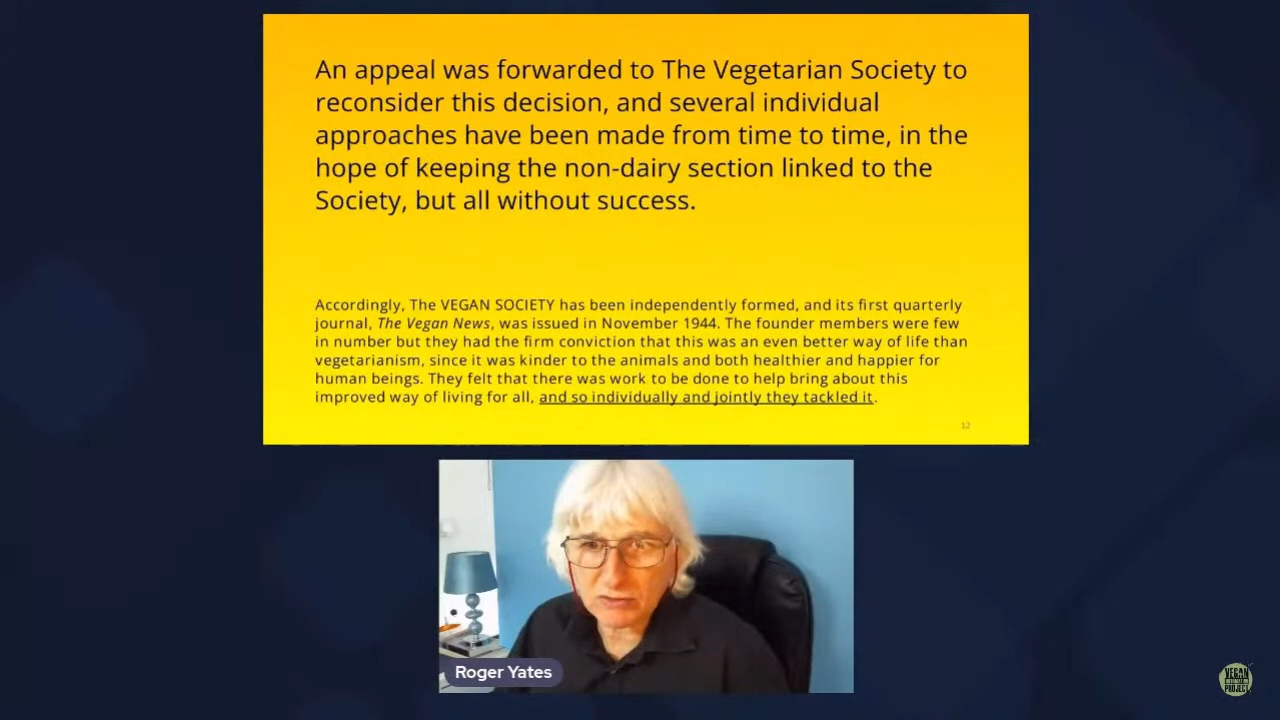 An appeal was forwarded to The Vegetarian Society to
reconsider this decision, and several individual
approaches have been made from time to time, in the
hope of keeping the non-dairy section linked to the
Society, but all without success.
Accordingly, The VEGAN SOCIETY has been independently formed, and its first quarterly
journal, The Vegan News, was issued in November 1944. The founder members were few
in number but they had the firm conviction that this was an even better way of life than
vegetarianism, since it was kinder to the animals and both healthier and happier for
human beings. They felt that there was work to be done to help bring about this
improved way of living for all, and so individually and jointly they tackled it.
12
Roger Yates
VEGAN
PROJECT